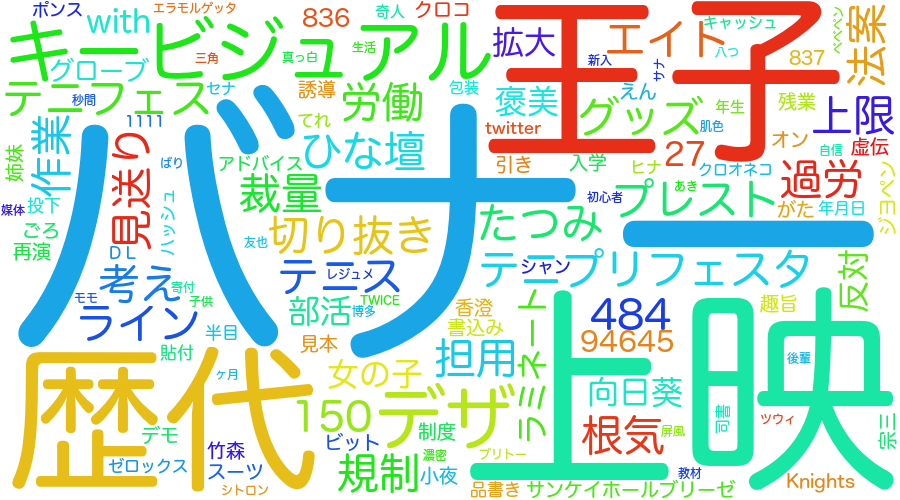 ポンス
エラモルゲッタ
奇人
クロコ
王子
with
836
キービジュアル
三角
真っ白
生活
拡大
エイト
キャッシュ
ペペペン
法案
グローブ
新入
八つ
837
テニフェス
セナ
誘導
労働
包装
褒美
サナ
えん
グッズ
年生
残業
上限
秒間
1111
てれ
twitter
肌色
オン
虚伝
作業
見送り
ひな壇
引き
入学
27
ヒナ
クロオネコ
自信
姉妹
ばり
アドバイス
裁量
初心者
プレスト
あき
過労
ジヨペン
投下
媒体
ハッシュ
バナー
切り抜き
たつみ
がた
年月日
ごろ
再演
DL
友也
テニス
レジュメ
シャン
テニプリフェスタ
反対
考え
寄付
モモ
子供
ライン
部活
TWICE
博多
香澄
書込み
ラミネート
484
趣旨
半目
貼付
見本
担用
94645
後輩
歴代
ヶ月
女の子
向日葵
上映
デモ
150
デザ
制度
根気
屏風
司書
ツウィ
宗三
竹森
ビット
濃密
ブリトー
ゼロックス
スーツ
規制
小夜
教材
シトロン
品書き
サンケイホールブリーゼ
Knights